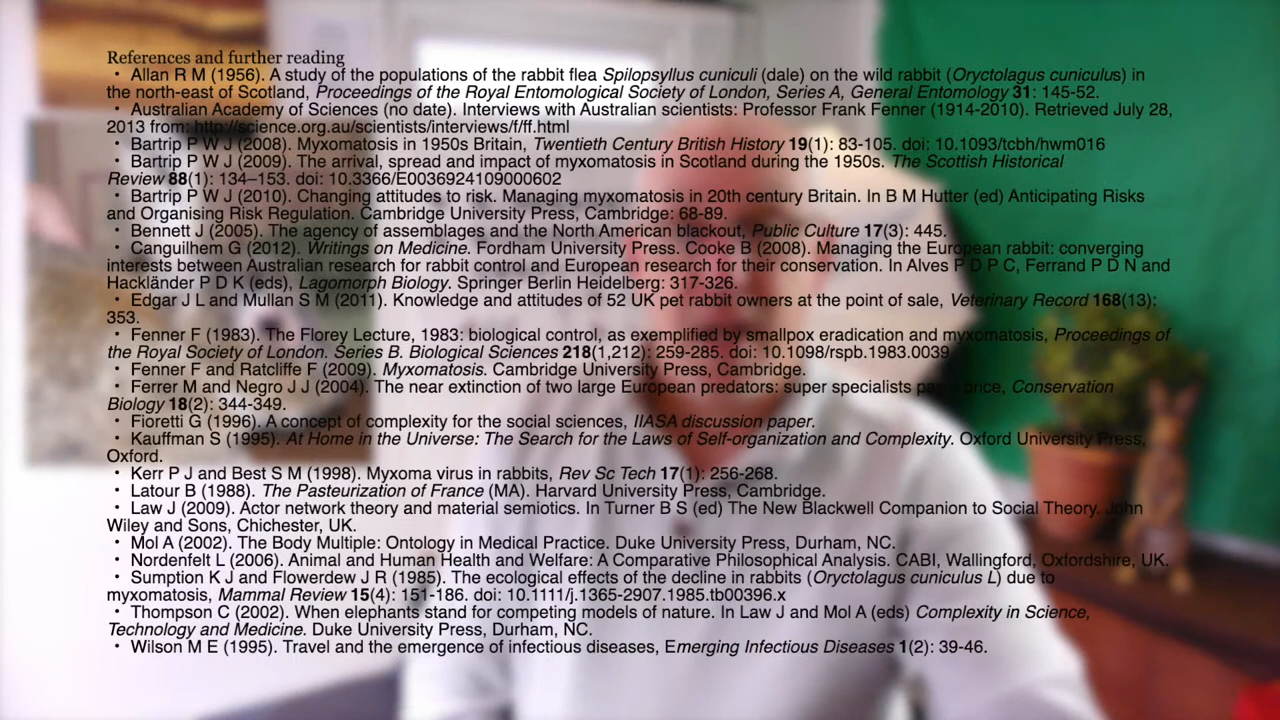 References and further reading
• Allan R M (1956). A study of the populations of the rabbit flea Spilopsyllus cuniculi (dale) on the wild rabbit (Oryctolagus cuniculus) in
the north-east of Scotland, Proceedings of the Royal Entomological Society of London, Series A, General Entomology 31: 145-52.
• Australian Academy of Sciences (no date). Interviews with Australian scientists: Professor Frank Fenner (1914-2010). Retrieved July 28,
2013 from: http://science.org.au/scientists/interviews/f/ff.html
• Bartrip P W J (2008). Myxomatosis in 1950s Britain, Twentieth Century British History 19(1): 83-105. doi: 10.1093/tcbh/hwm016
• Bartrip P W J (2009). The arrival, spread and impact of myxomatosis in Scotland during the 1950s. The Scottish Historical
Review 88(1): 134–153. doi: 10.3366/E0036924109000602
• Bartrip P W J (2010). Changing attitudes to risk. Managing myxomatosis in 20th century Britain. In B M Hutter (ed) Anticipating Risks
and Organising Risk Regulation. Cambridge University Press, Cambridge: 68-89.
• Bennett J (2005). The agency of assemblages and the North American blackout, Public Culture 17(3): 445.
• Canguilhem G (2012). Writings on Medicine. Fordham University Press. Cooke B (2008). Managing the European rabbit: converging
interests between Australian research for rabbit control and European research for their conservation. In Alves P D P C, Ferrand P D N and
Hackländer P D K (eds), Lagomorph Biology. Springer Berlin Heidelberg: 317-326.
• Edgar J L and Mullan S M (2011). Knowledge and attitudes of 52 UK pet rabbit owners at the point of sale, Veterinary Record 168(13):
353.
• Fenner F (1983). The Florey Lecture, 1983: biological control, as exemplified by smallpox eradication and myxomatosis, Proceedings of
the Royal Society of London. Series B. Biological Sciences 218(1,212): 259-285. doi: 10.1098/rspb.1983.0039
• Fenner F and Ratcliffe F (2009). Myxomatosis. Cambridge University Press, Cambridge.
• Ferrer M and Negro J J (2004). The near extinction of two large European predators: super specialists pay a price, Conservation
Biology 18(2): 344-349.
• Fioretti G (1996). A concept of complexity for the social sciences, IIASA discussion paper.
• Kauffman S (1995). At Home in the Universe: The Search for the Laws of Self-organization and Complexity. Oxford University Press,
Oxford.
• Kerr P J and Best S M (1998). Myxoma virus in rabbits, Rev Sc Tech 17(1): 256-268.
• Latour B (1988). The Pasteurization of France (MA). Harvard University Press, Cambridge.
• Law J (2009). Actor network theory and material semiotics. In Turner B S (ed) The New Blackwell Companion to Social Theory. John
Wiley and Sons, Chichester, UK.
• Mol A (2002). The Body Multiple: Ontology in Medical Practice. Duke University Press, Durham, NC.
• Nordenfelt L (2006). Animal and Human Health and Welfare: A Comparative Philosophical Analysis. CABI, Wallingford, Oxfordshire, UK.
• Sumption K J and Flowerdew J R (1985). The ecological effects of the decline in rabbits (Oryctolagus cuniculus L) due to
myxomatosis, Mammal Review 15(4): 151-186. doi: 10.1111/j.1365-2907.1985.tb00396.x
• Thompson C (2002). When elephants stand for competing models of nature. In Law J and Mol A (eds) Complexity in Science,
Technology and Medicine. Duke University Press, Durham, NC.
• Wilson M E (1995). Travel and the emergence of infectious diseases, Emerging Infectious Diseases 1(2): 39-46.